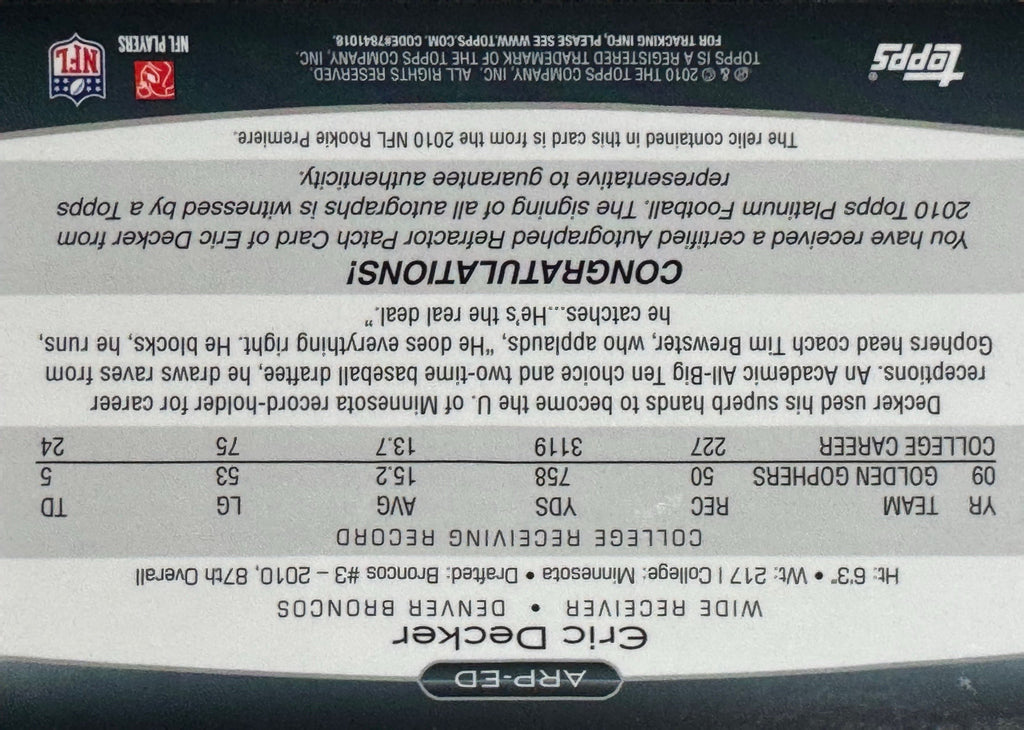 ARP-ED
Eric Decker
WIDE RECEIVER • DENVER BRONCOS
Ht: 6'3" • Wt: 217 | College: Minnesota • Drafted: Broncos #3 – 2010, 87th Overall
COLLEGE RECEIVING RECORD
YR TEAM REC YDS AVG LG TD
09 GOLDEN GOPHERS 50 758 15.2 53 5
COLLEGE CAREER 227 3119 13.7 75 24
Decker used his superb hands to become the U. of Minnesota record-holder for career
receptions. An Academic All-Big Ten choice and two-time baseball draftee, he draws raves from
Gophers head coach Tim Brewster, who applauds, "He does everything right. He blocks, he runs,
he catches...He's the real deal."
CONGRATULATIONS!
You have received a certified Autographed Refractor Patch Card of Eric Decker from
2010 Topps Platinum Football. The signing of all autographs is witnessed by a Topps
representative to guarantee authenticity.
The relic contained in this card is from the 2010 NFL Rookie Premiere.
topps®
® & © 2010 THE TOPPS COMPANY, INC. ALL RIGHTS RESERVED.
TOPPS IS A REGISTERED TRADEMARK OF THE TOPPS COMPANY, INC.
FOR TRACKING INFO, PLEASE SEE WWW.TOPPS.COM. CODE#7841018.
NFL PLAYERS
NFL